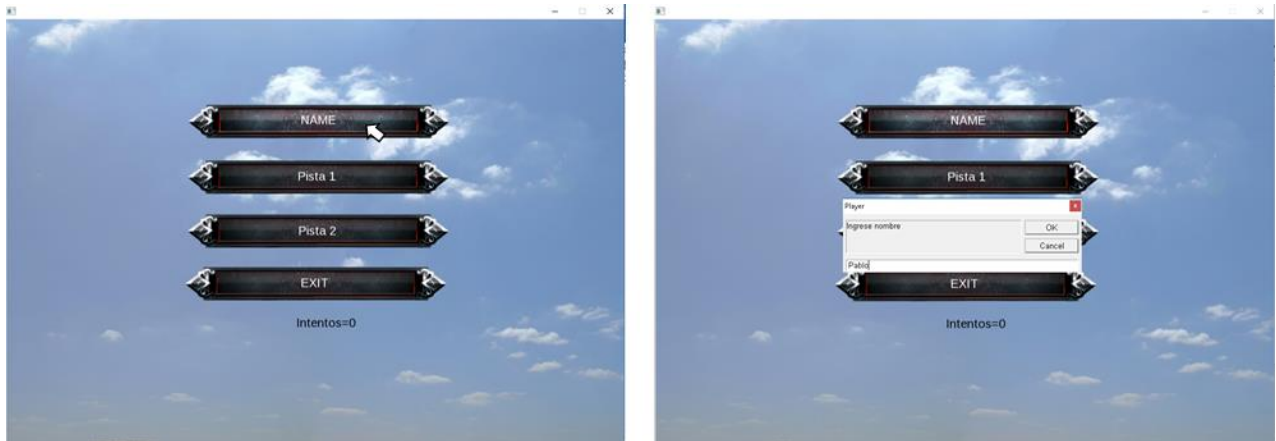 NAME
Pista 1
Pista 2
EXIT
Intentos=0
NAME
Pista 1
Player
Ingrese nombre
OK
Cancel
Pablo
EXIT
Intentos=0